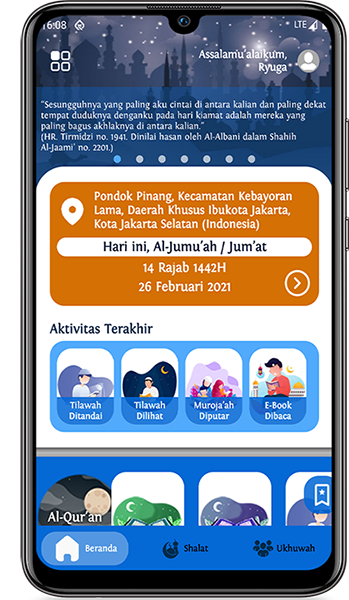 16:08
LTE
Assalamu'alaikum,
Ryuga
"Sesungguhnya yang paling aku cintai di antara kalian dan paling dekat
tempat duduknya denganku pada hari kiamat adalah mereka yang
paling bagus akhlaknya di antara kalian."
(HR. Tirmidzi no. 1941. Dinilai hasan oleh Al-Albani dalam Shahih
Al-Jaami' no. 2201.)
Pondok Pinang, Kecamatan Kebayoran
Lama, Daerah Khusus Ibukota Jakarta,
Kota Jakarta Selatan (Indonesia)
Hari ini, Al-Jumu'ah / Jum'at
14 Rajab 1442H
26 Februari 2021
Aktivitas Terakhir
Tilawah
Ditandai
Tilawah
Dilihat
Muroja'ah
Diputar
E-Book
Dibaca
Al-Qur'an
Beranda
Shalat
Ukhuwah